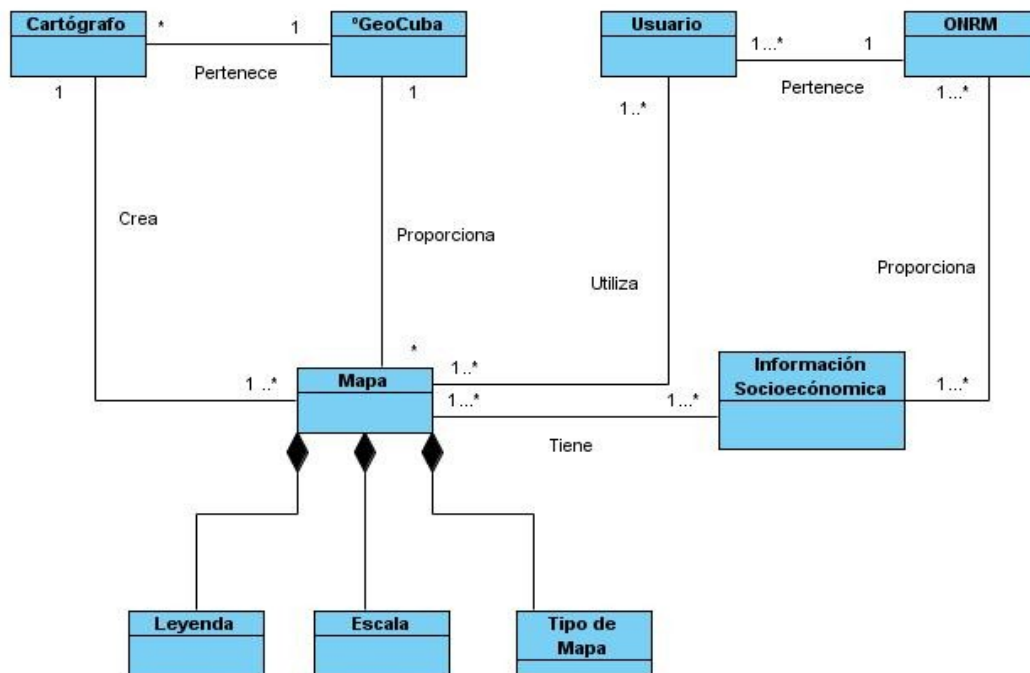 Cartógrafo
* 1
ºGeoCuba
Usuario
1...* 1
ONRM
Pertenece
Pertenece
1
1
1..*
1...*
Crea
Proporciona
Utiliza
Proporciona
*
1..*
1 ..*
Mapa
1...* 1...*
Información
Socioecónomica
1...*
Tiene
Leyenda
Escala
Tipo de
Mapa